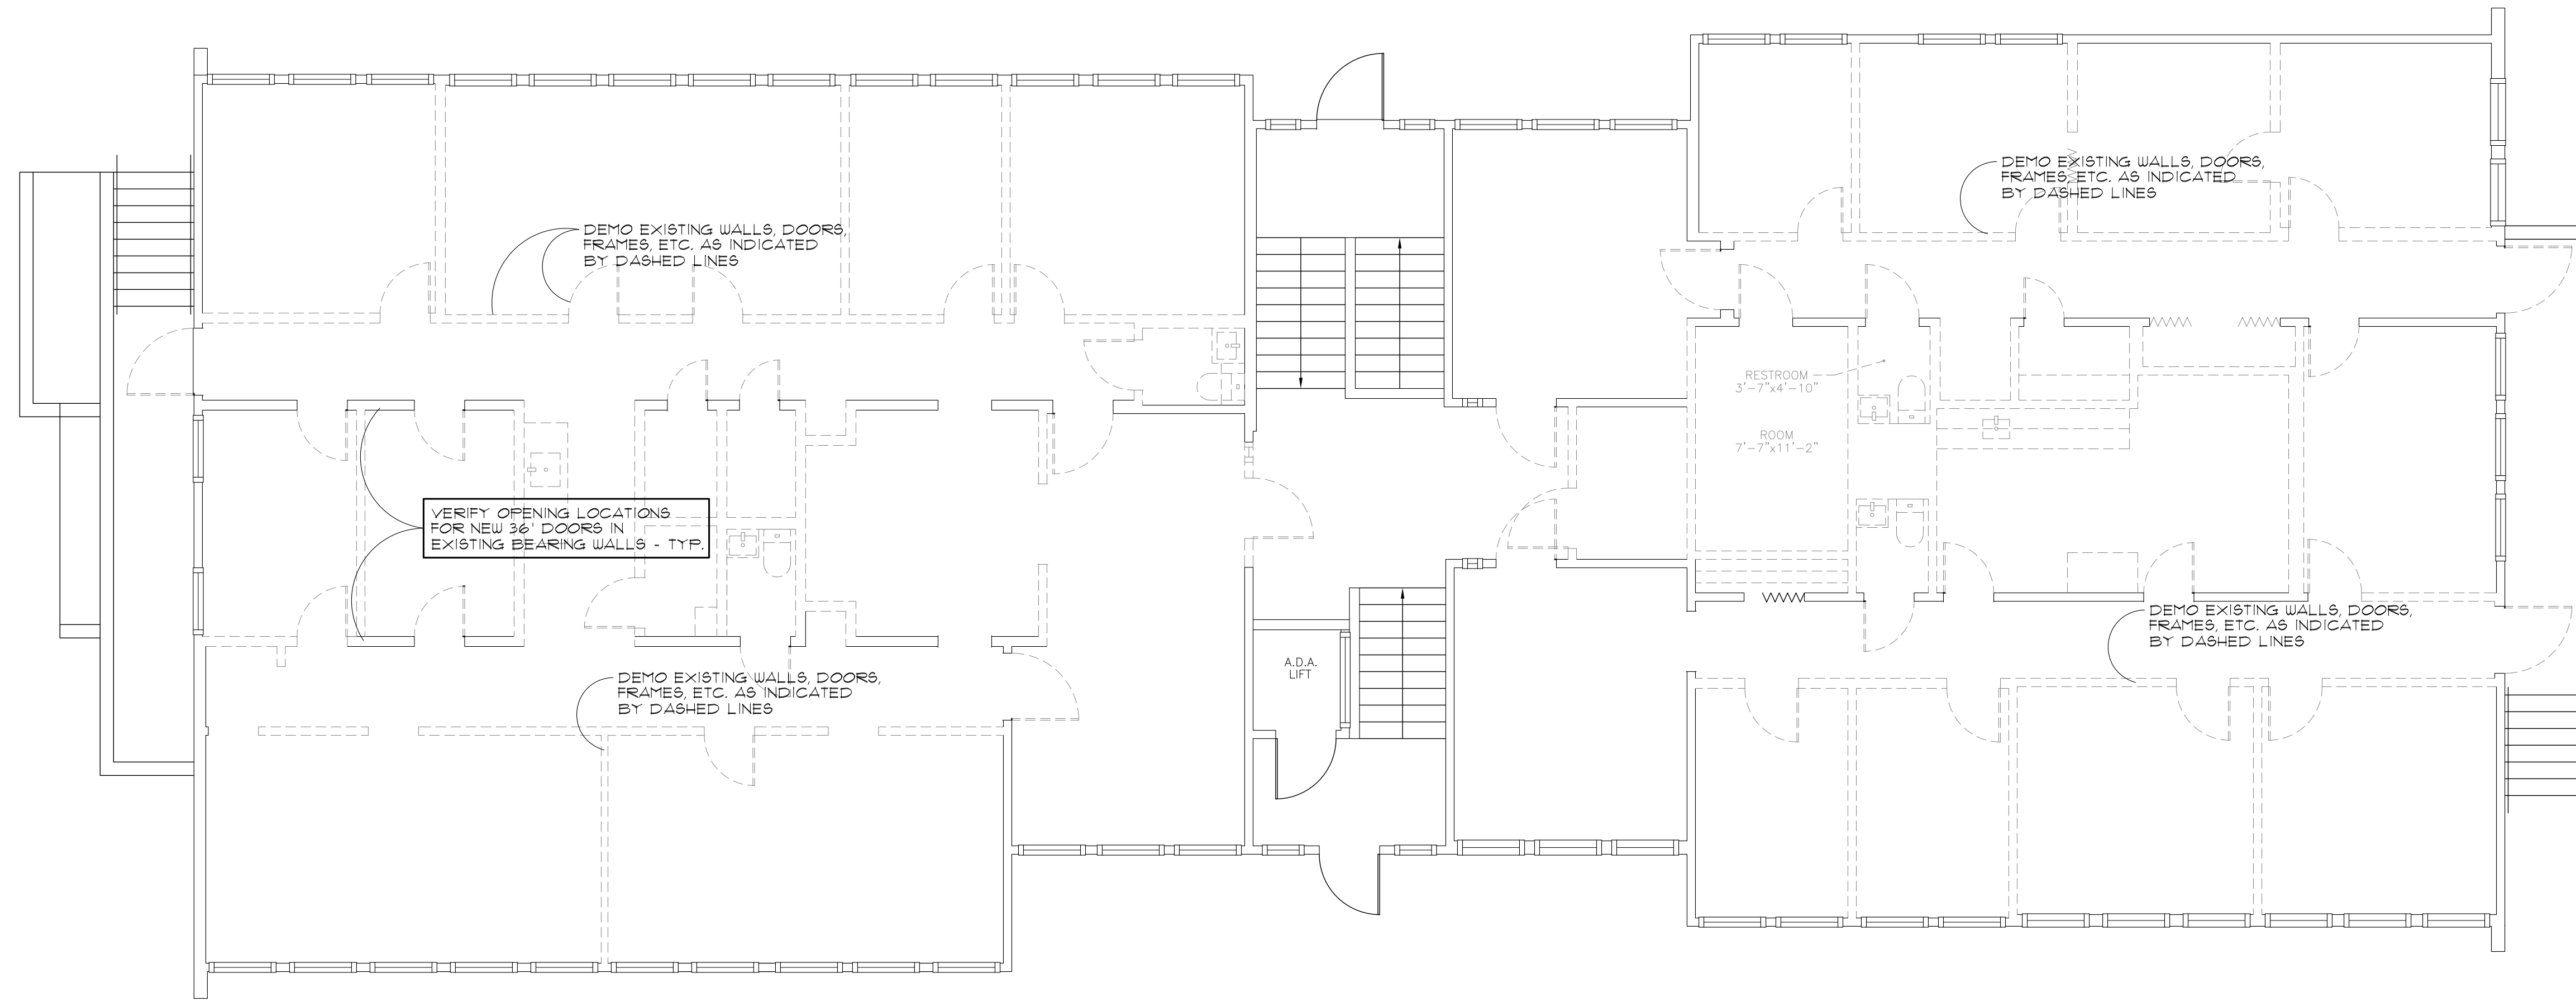 DEMO EXISTING WALLS, DOORS,
FRAMES, ETC. AS INDICATED
BY DASHED LINES
DEMO EXISTING WALLS, DOORS,
FRAMES, ETC. AS INDICATED
BY DASHED LINES
RESTROOM
3'-7"x4'-10"
ROOM
7'-7"x11'-2"
VERIFY OPENING LOCATIONS
FOR NEW 36' DOORS IN
EXISTING BEARING WALLS - TYP.
DEMO EXISTING WALLS, DOORS,
FRAMES, ETC. AS INDICATED
BY DASHED LINES
A.D.A.
LIFT
DEMO EXISTING WALLS, DOORS,
FRAMES, ETC. AS INDICATED
BY DASHED LINES